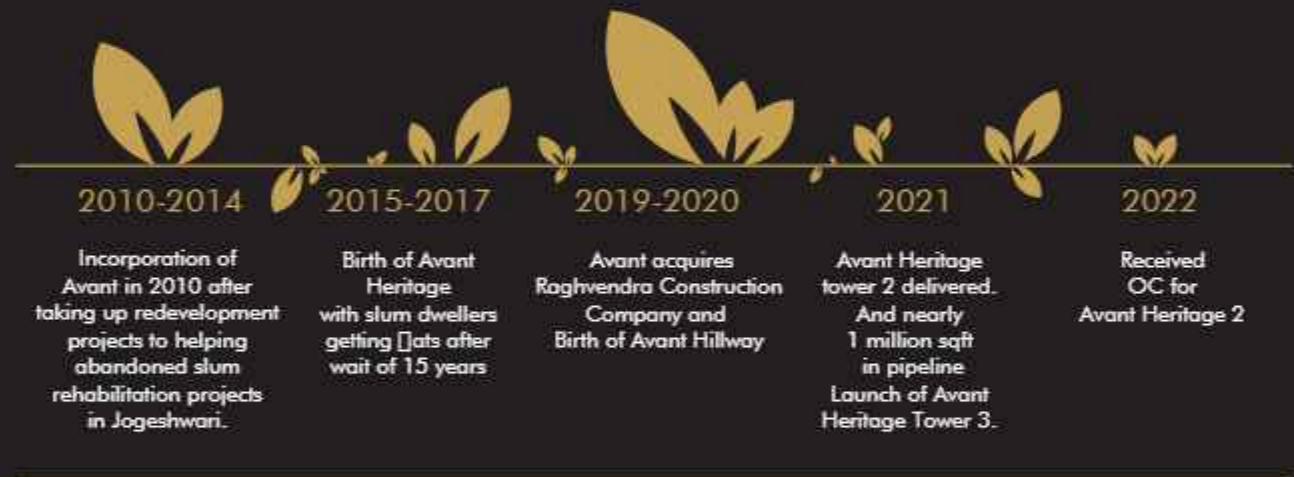 2010-2014
Incorporation of
Avant in 2010 after
taking up redevelopment
projects to helping
abandoned slum
rehabilitation projects
in Jogeshwari.
2015-2017
Birth of Avant
Heritage
with slum dwellers
getting ▯ats after
wait of 15 years
2019-2020
Avant acquires
Raghvendra Construction
Company and
Birth of Avant Hillway
2021
Avant Heritage
tower 2 delivered.
And nearly
1 million sqft
in pipeline
Launch of Avant
Heritage Tower 3.
2022
Received
OC for
Avant Heritage 2